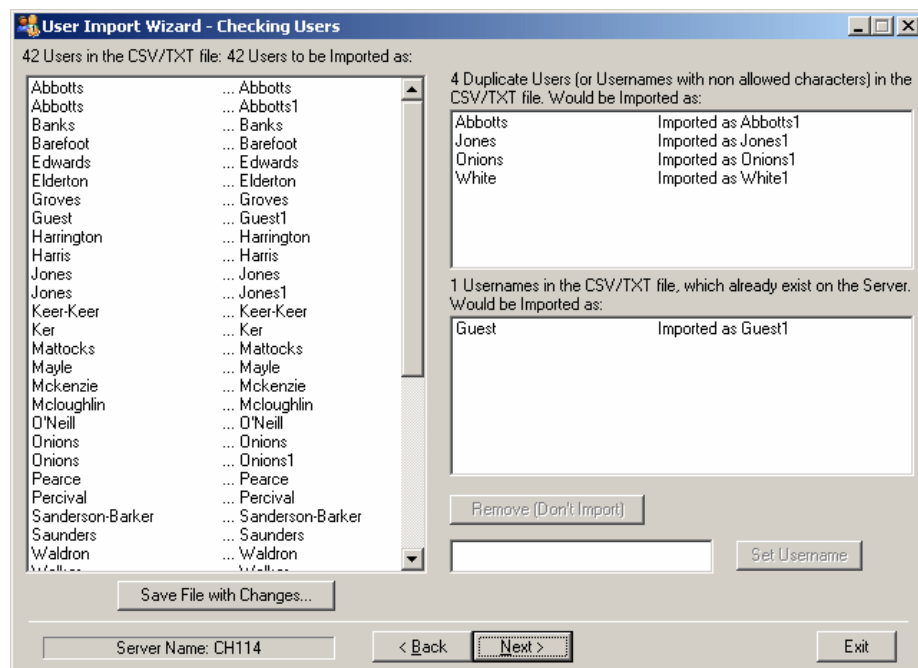 User Import Wizard - Checking Users
42 Users in the CSV/TXT file: 42 Users to be Imported as:
Abbotts ... Abbotts
Abbotts ... Abbotts1
Banks ... Banks
Barefoot ... Barefoot
Edwards ... Edwards
Elderton ... Elderton
Groves ... Groves
Guest ... Guest1
Harrington ... Harrington
Harris ... Harris
Jones ... Jones
Jones ... Jones1
Keer-Keer ... Keer-Keer
Ker ... Ker
Mattocks ... Mattocks
Mayle ... Mayle
Mckenzie ... Mckenzie
Mcloughlin ... Mcloughlin
O'Neill ... O'Neill
Onions ... Onions
Onions ... Onions1
Pearce ... Pearce
Percival ... Percival
Sanderson-Barker ... Sanderson-Barker
Saunders ... Saunders
Waldron ... Waldron
Save File with Changes...
4 Duplicate Users (or Usernames with non allowed characters) in the
CSV/TXT file. Would be Imported as:
Abbotts Imported as Abbotts1
Jones Imported as Jones1
Onions Imported as Onions1
White Imported as White1
1 Usernames in the CSV/TXT file, which already exist on the Server.
Would be Imported as:
Guest Imported as Guest1
Remove (Don't Import)
Set Username
Server Name: CH114
< Back
Next >
Exit